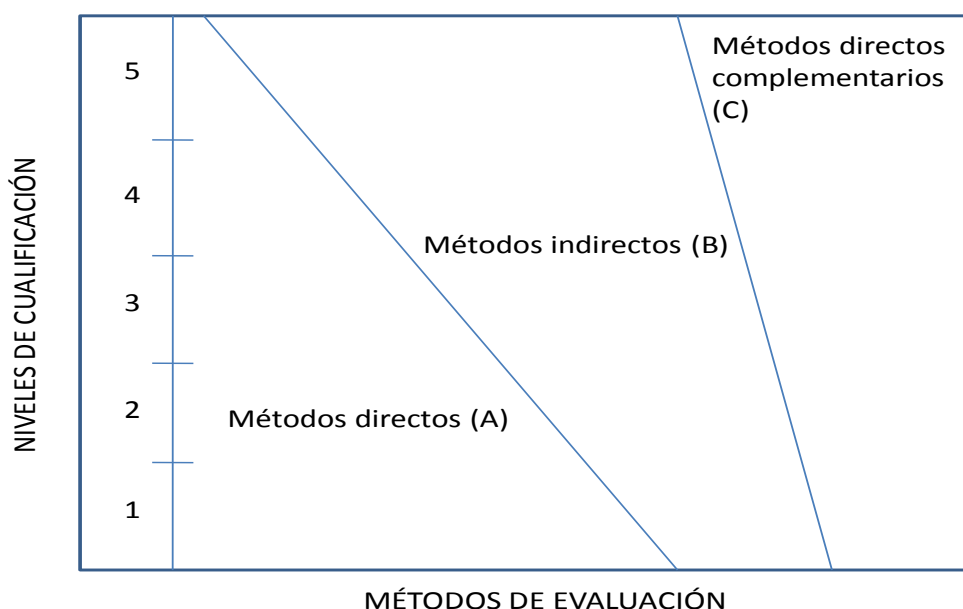 NIVELES DE CUALIFICACIÓN
5
4
3
2
1
Métodos directos
complementarios
(C)
Métodos indirectos (B)
Métodos directos (A)
MÉTODOS DE EVALUACIÓN